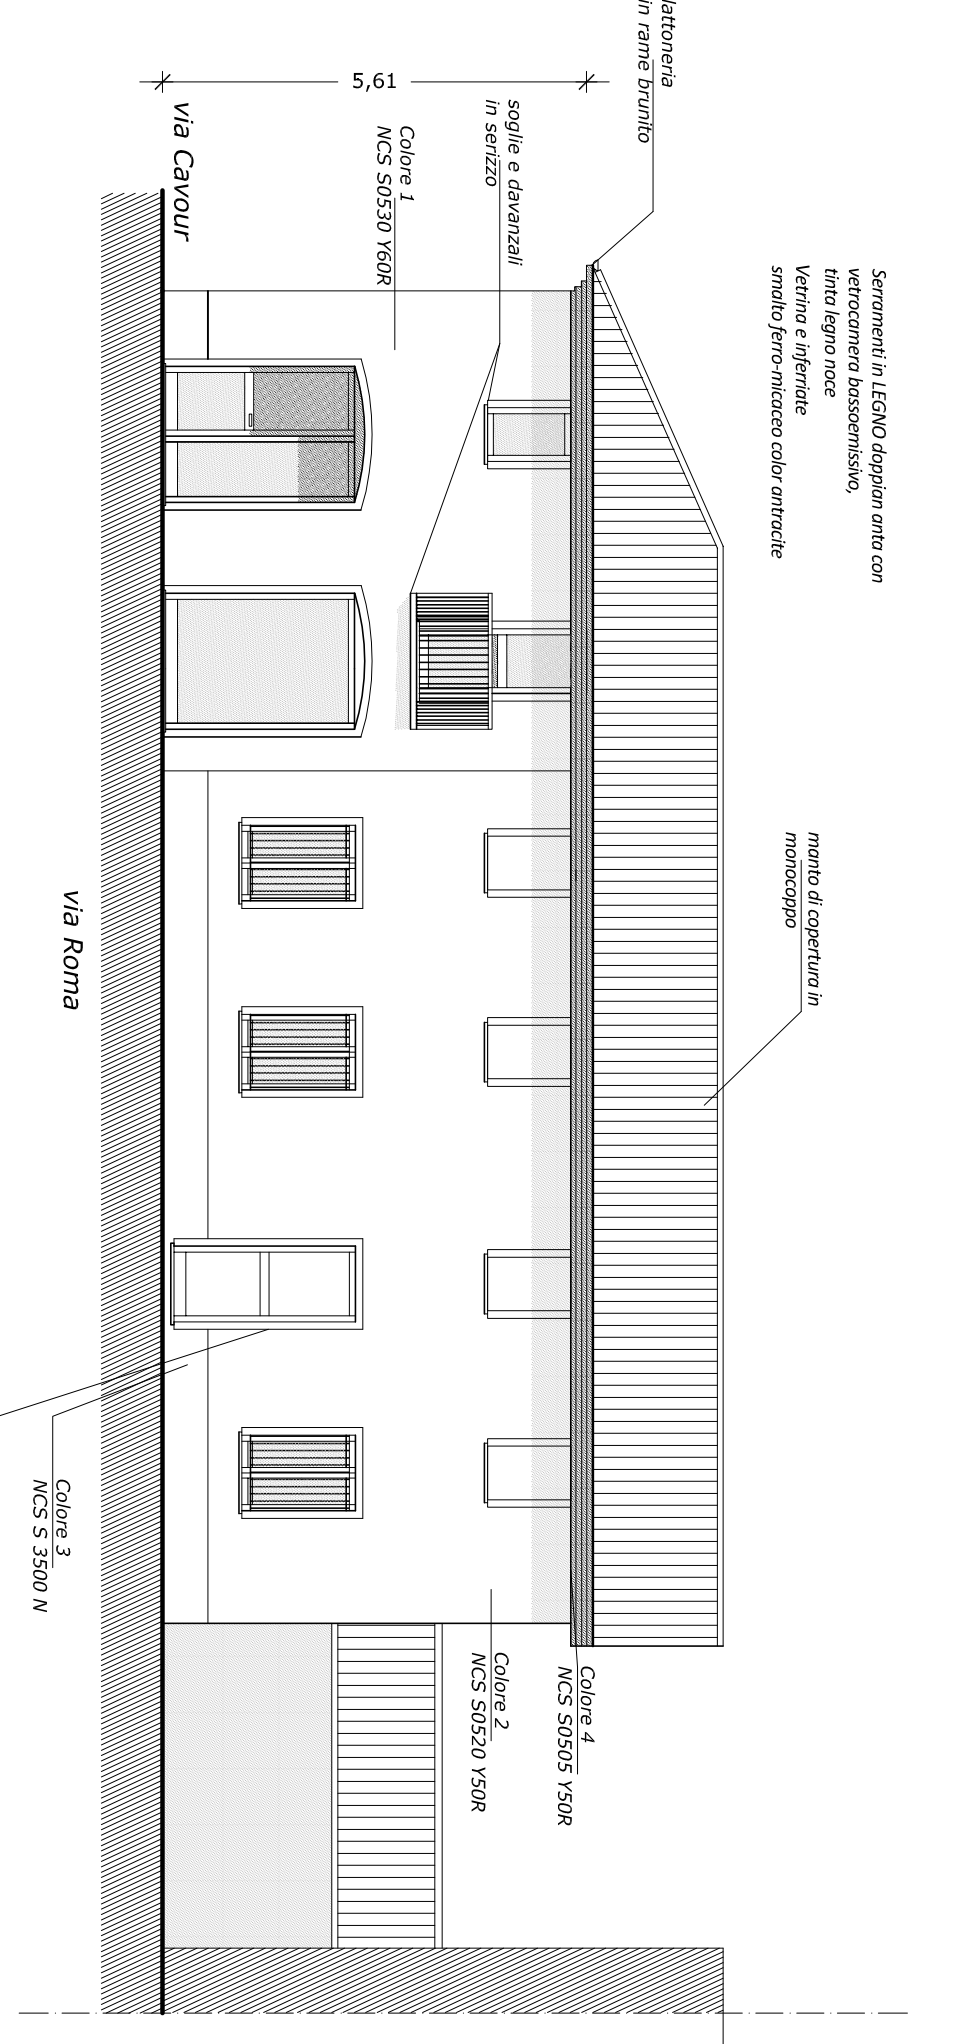 Serramenti in LEGNO doppian anta con
vetrocamera bassoemissivo,
tinta legno noce
Vetrina e inferriate
smalto ferro-micaceo color antracite
manto di copertura in
monocoppo
lattoneria
in rame brunito
5,61
soglie e davanzali
in serizzo
Colore 1
NCS S0530 Y60R
Colore 4
NCS S0505 Y50R
Colore 2
NCS S0520 Y50R
via Cavour
via Roma
Colore 3
NCS S 3500 N